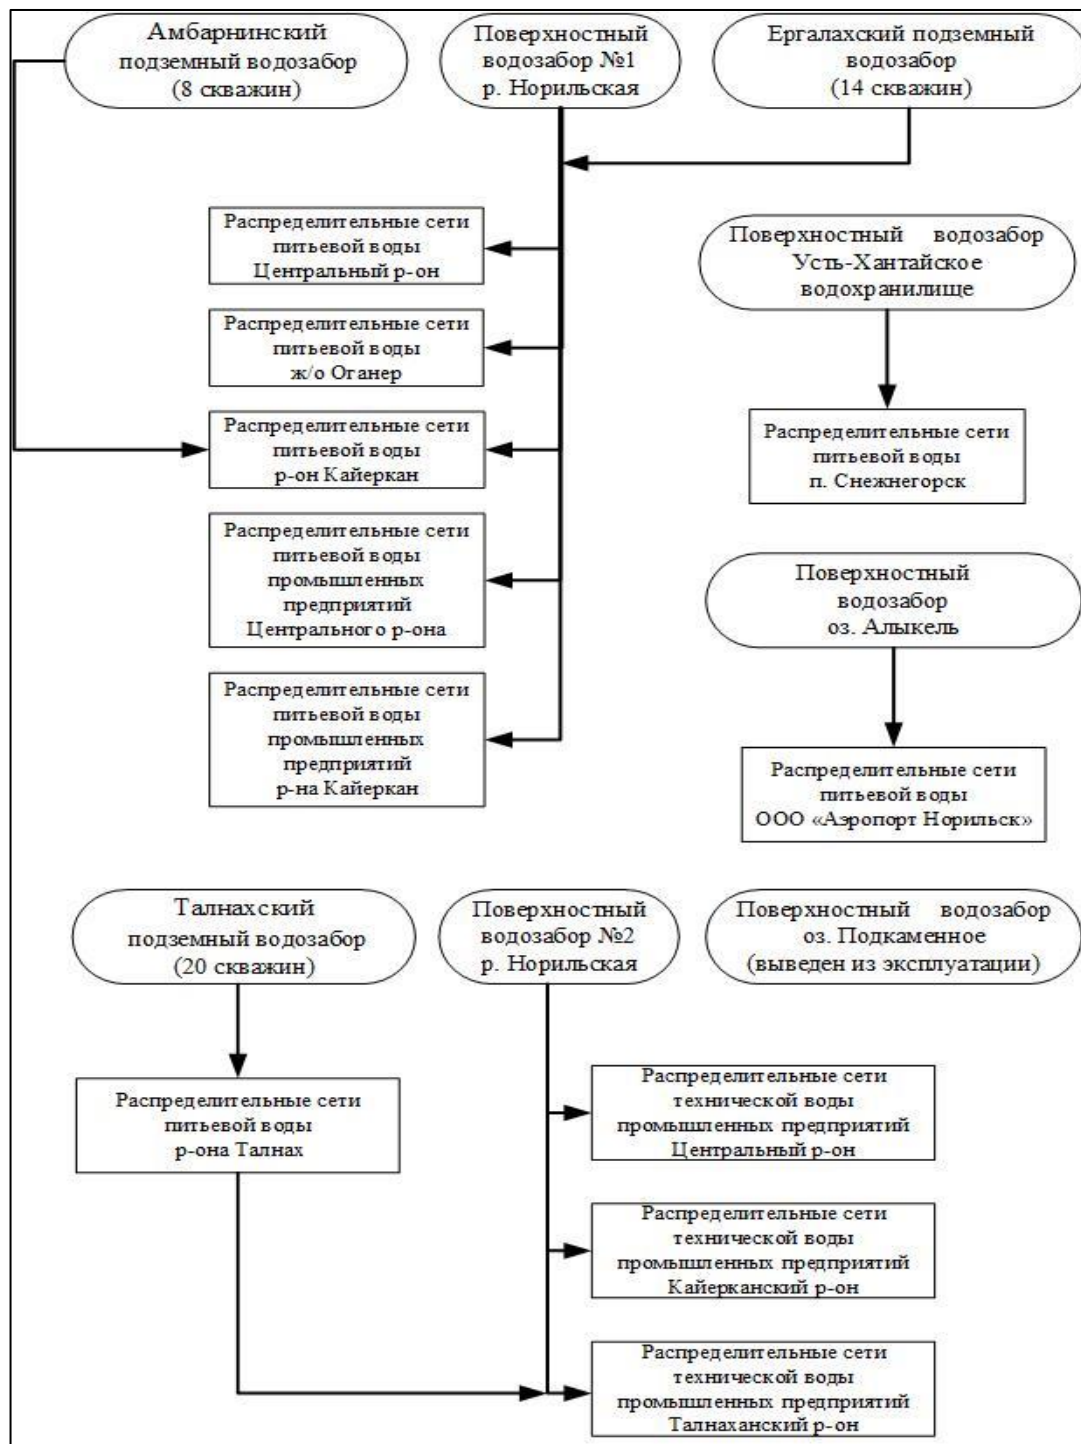 Амбарнинский
подземный водозабор
(8 скважин)
Поверхностный
водозабор №1
р. Норильская
Ергалахский подземный
водозабор
(14 скважин)
Распределительные сети
питьевой воды
Центральный р-он
Распределительные сети
питьевой воды
ж/о Оганер
Распределительные сети
питьевой воды
р-он Кайеркан
Распределительные сети
питьевой воды
промышленных
предприятий
Центрального р-она
Распределительные сети
питьевой воды
промышленных
предприятий
р-на Кайеркан
Поверхностный водозабор
Усть-Хантайское
водохранилище
Распределительные сети
питьевой воды
п. Снежнегорск
Поверхностный
водозабор
оз. Алыкель
Распределительные сети
питьевой воды
ООО «Аэропорт Норильск»
Талнахский
подземный водозабор
(20 скважин)
Поверхностный
водозабор №2
р. Норильская
Поверхностный водозабор
оз. Подкаменное
(выведен из эксплуатации)
Распределительные сети
питьевой воды
р-она Талнах
Распределительные сети
технической воды
промышленных предприятий
Центральный р-он
Распределительные сети
технической воды
промышленных предприятий
Кайерканский р-он
Распределительные сети
технической воды
промышленных предприятий
Талнаханский р-он